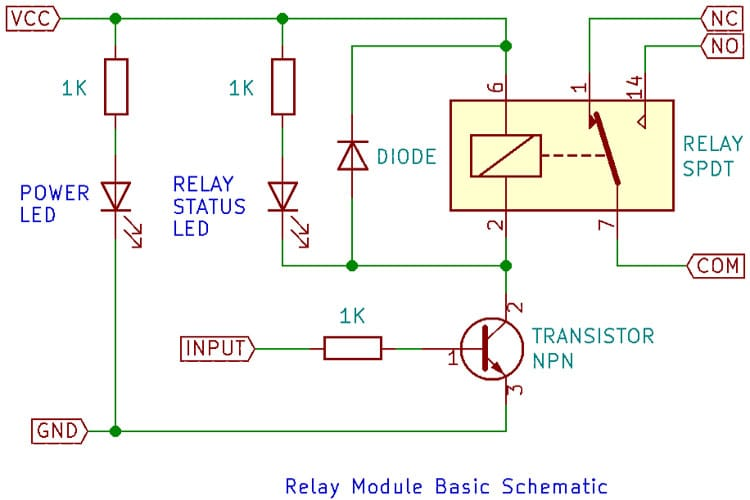 VCC
NC
NO
1K
1K
6
1
14
DIODE
RELAY
SPDT
POWER
LED
RELAY
STATUS
LED
2
7
COM
1K
INPUT
1
2
3
TRANSISTOR
NPN
GND
Relay Module Basic Schematic